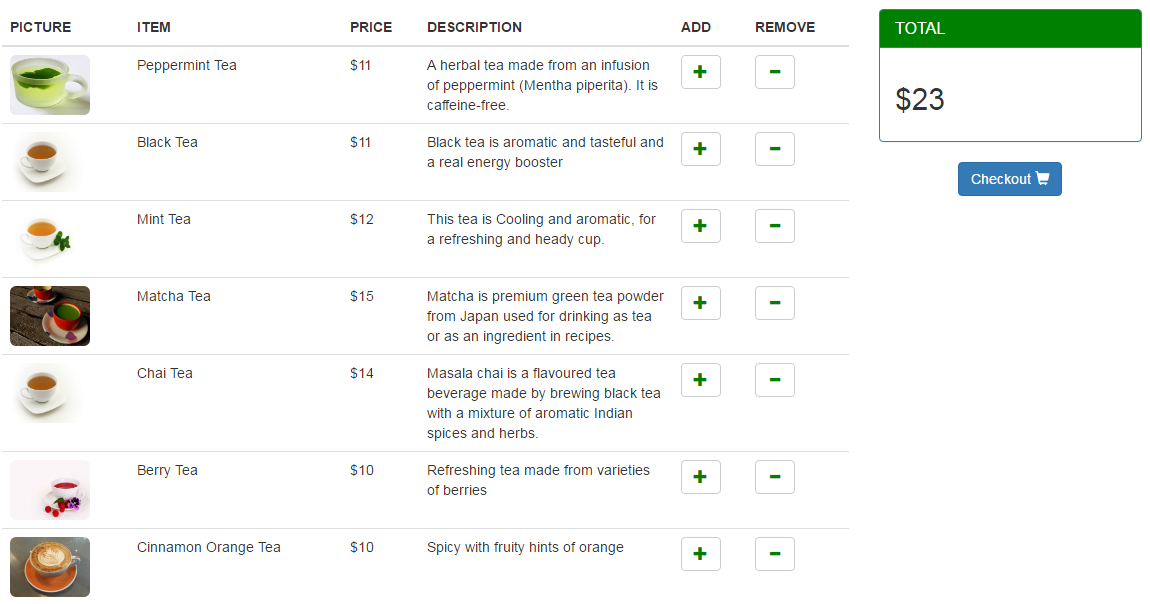 PICTURE ITEM PRICE DESCRIPTION ADD REMOVE
Peppermint Tea $11 A herbal tea made from an infusion
of peppermint (Mentha piperita). It is
caffeine-free.
Black Tea $11 Black tea is aromatic and tasteful and
a real energy booster
Mint Tea $12 This tea is Cooling and aromatic, for
a refreshing and heady cup.
Matcha Tea $15 Matcha is premium green tea powder
from Japan used for drinking as tea
or as an ingredient in recipes.
Chai Tea $14 Masala chai is a flavoured tea
beverage made by brewing black tea
with a mixture of aromatic Indian
spices and herbs.
Berry Tea $10 Refreshing tea made from varieties
of berries
Cinnamon Orange Tea $10 Spicy with fruity hints of orange
TOTAL
$23
Checkout